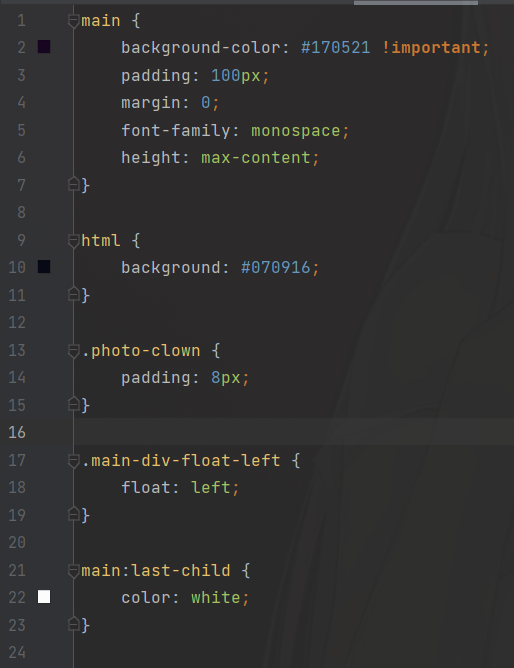 1 main {
2 background-color: #170521 !important;
3 padding: 100px;
4 margin: 0;
5 font-family: monospace;
6 height: max-content;
7 }
8
9 html {
10 background: #070916;
11 }
12
13 .photo-clown {
14 padding: 8px;
15 }
16
17 .main-div-float-left {
18 float: left;
19 }
20
21 main:last-child {
22 color: white;
23 }
24